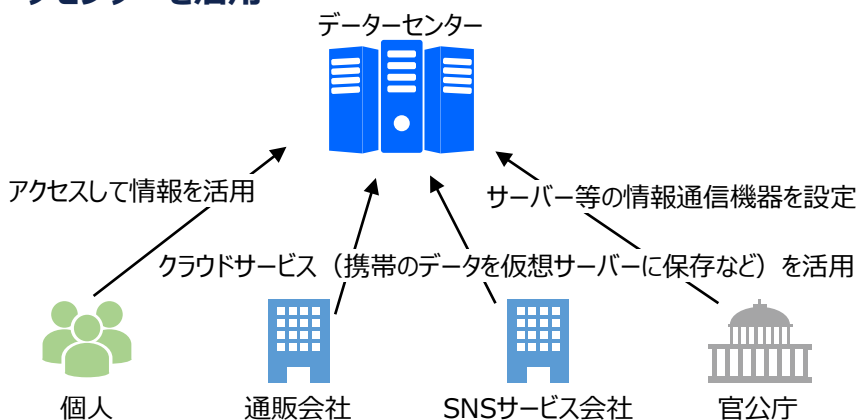 データーセンター
アクセスして情報を活用
サーバー等の情報通信機器を設定
クラウドサービス（携帯のデータを仮想サーバーに保存など）を活用
個人
通販会社
SNSサービス会社
官公庁